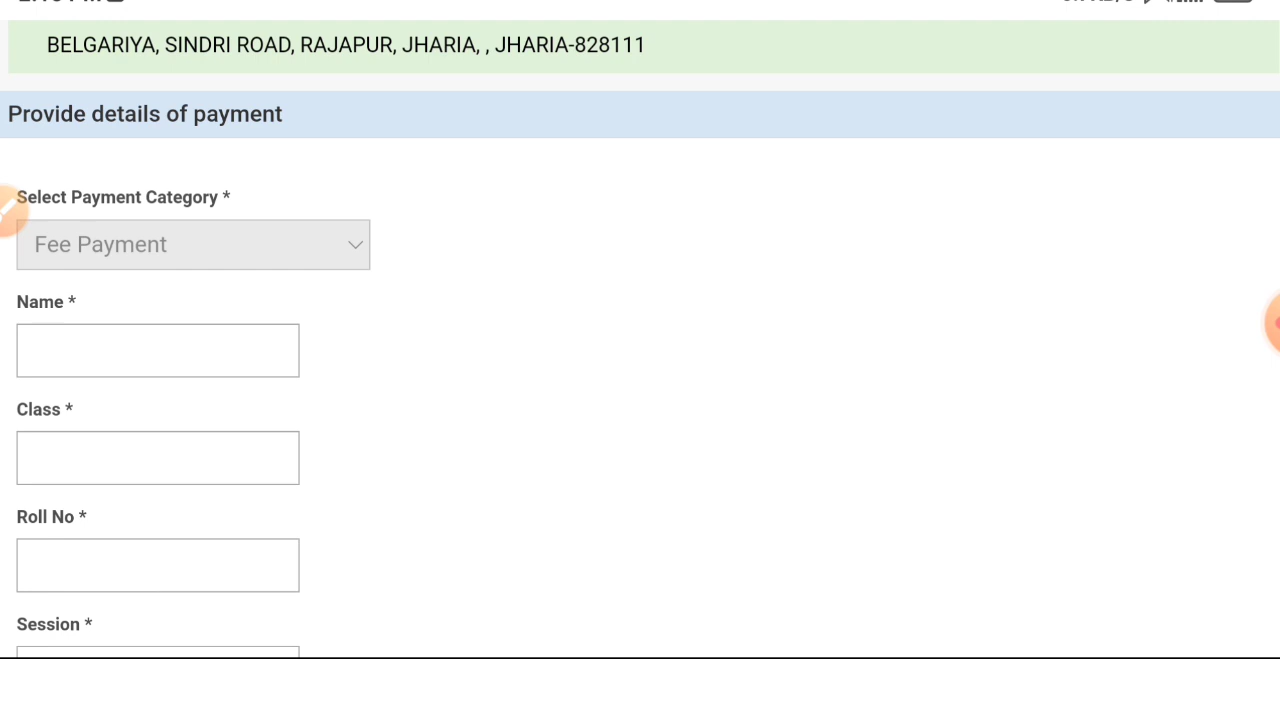 BELGARIYA, SINDRI ROAD, RAJAPUR, JHARIA, , JHARIA-828111
Provide details of payment
Select Payment Category *
Fee Payment
Name *
Class *
Roll No *
Session *